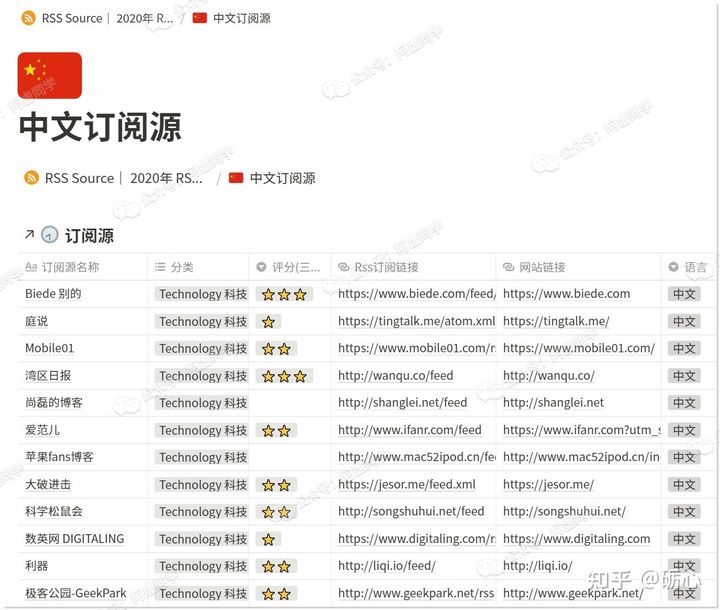 RSS Source | 2020年 R... / 中文订阅源
中文订阅源
RSS Source | 2020年 RS... / 中文订阅源
订阅源
Aa 订阅源名称 分类 评分(三... Rss订阅链接 网站链接 语言
Biede 别的 Technology 科技 https://www.biede.com/feed/ https://www.biede.com 中文
庭说 Technology 科技 https://tingtalk.me/atom.xml https://tingtalk.me/ 中文
Mobile01 Technology 科技 https://www.mobile01.com/r https://www.mobile01.com/ 中文
湾区日报 Technology 科技 http://wanqu.co/feed http://wanqu.co/ 中文
尚磊的博客 Technology 科技 http://shanglei.net/feed http://shanglei.net 中文
爱范儿 Technology 科技 http://www.ifanr.com/feed https://www.ifanr.com?utm_s 中文
苹果fans博客 Technology 科技 http://www.mac52ipod.cn/fe http://www.mac52ipod.cn/in 中文
大破进击 Technology 科技 https://jesor.me/feed.xml https://jesor.me/ 中文
科学松鼠会 Technology 科技 http://songshuhui.net/feed http://songshuhui.net/ 中文
数英网 DIGITALING Technology 科技 https://www.digitaling.com/r https://www.digitaling.com 中文
利器 Technology 科技 http://liqi.io/feed/ http://liqi.io/ 中文
极客公园-GeekPark Technology 科技 http://www.geekpark.net/rss http://www.geekpark.net/ 中文
知乎 @砺心
公众号：问虚同学